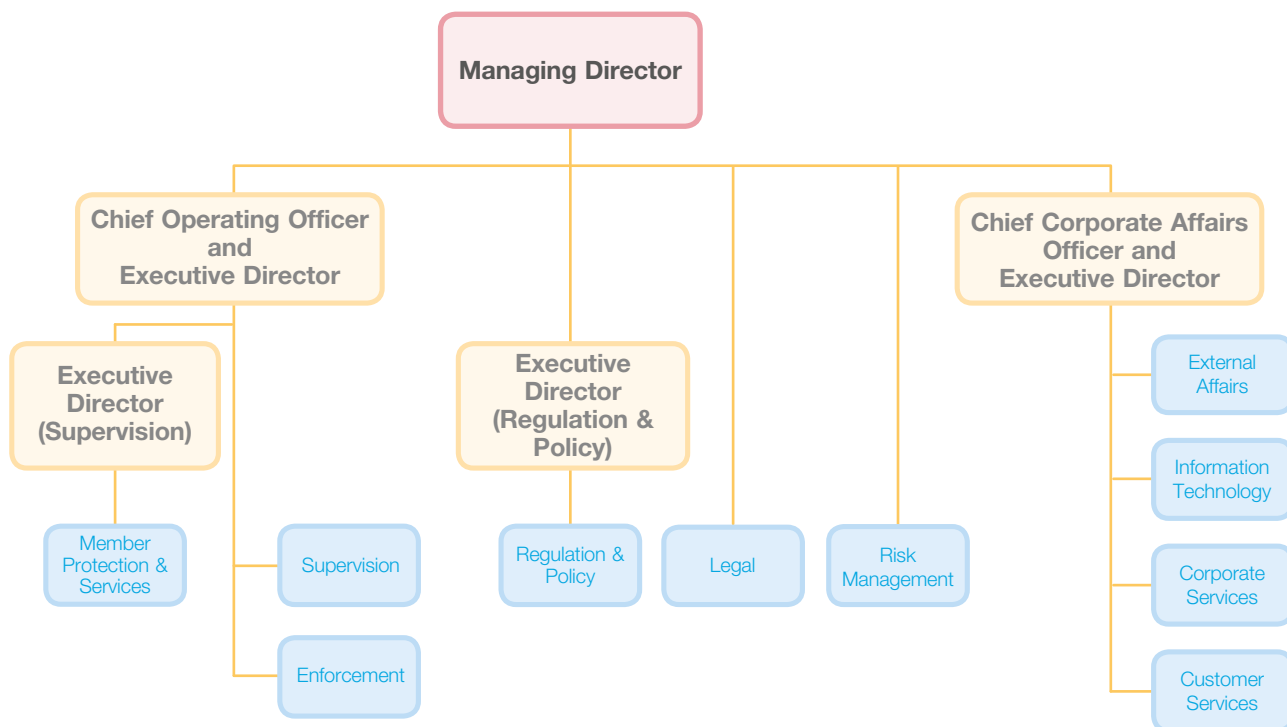 Managing Director
Chief Operating Officer
and
Executive Director
Chief Corporate Affairs
Officer and
Executive Director
Executive
Director
(Supervision)
Executive
Director
(Regulation &
Policy)
External
Affairs
Information
Technology
Member
Protection &
Services
Supervision
Regulation &
Policy
Legal
Risk
Management
Corporate
Services
Enforcement
Customer
Services